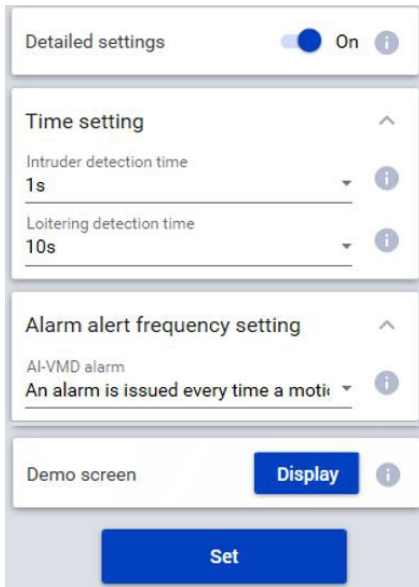 Detailed settings On
Time setting
Intruder detection time
1s
Loitering detection time
10s
Alarm alert frequency setting
AI-VMD alarm
An alarm is issued every time a moti
Demo screen Display
Set